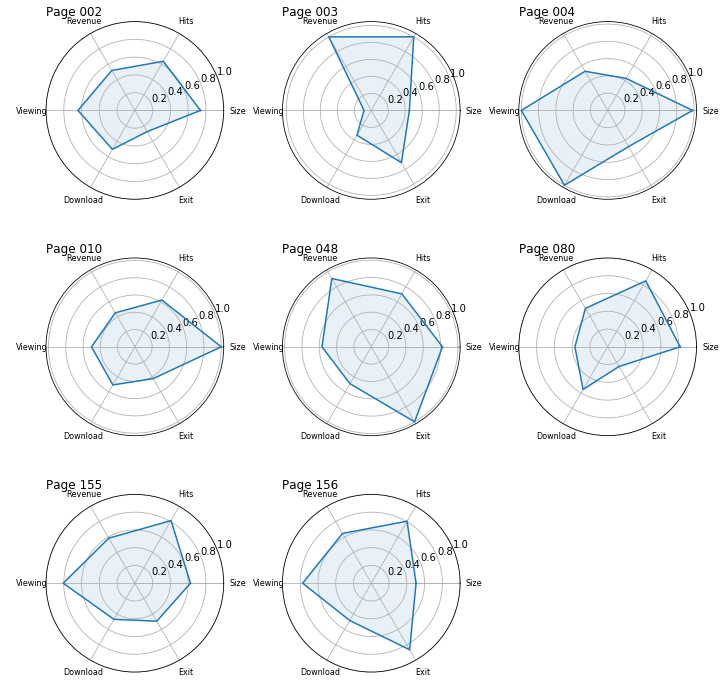 Page 002
Revenue
Hits
1.0
0.8
0.6
0.4
0.2
Viewing
Size
Download
Exit
Page 003
Revenue
Hits
1.0
0.8
0.6
0.4
0.2
Viewing
Size
Download
Exit
Page 004
Revenue
Hits
1.0
0.8
0.6
0.4
0.2
Viewing
Size
Download
Exit
Page 010
Revenue
Hits
1.0
0.8
0.6
0.4
0.2
Viewing
Size
Download
Exit
Page 048
Revenue
Hits
1.0
0.8
0.6
0.4
0.2
Viewing
Size
Download
Exit
Page 080
Revenue
Hits
1.0
0.8
0.6
0.4
0.2
Viewing
Size
Download
Exit
Page 155
Revenue
Hits
1.0
0.8
0.6
0.4
0.2
Viewing
Size
Download
Exit
Page 156
Revenue
Hits
1.0
0.8
0.6
0.4
0.2
Viewing
Size
Download
Exit